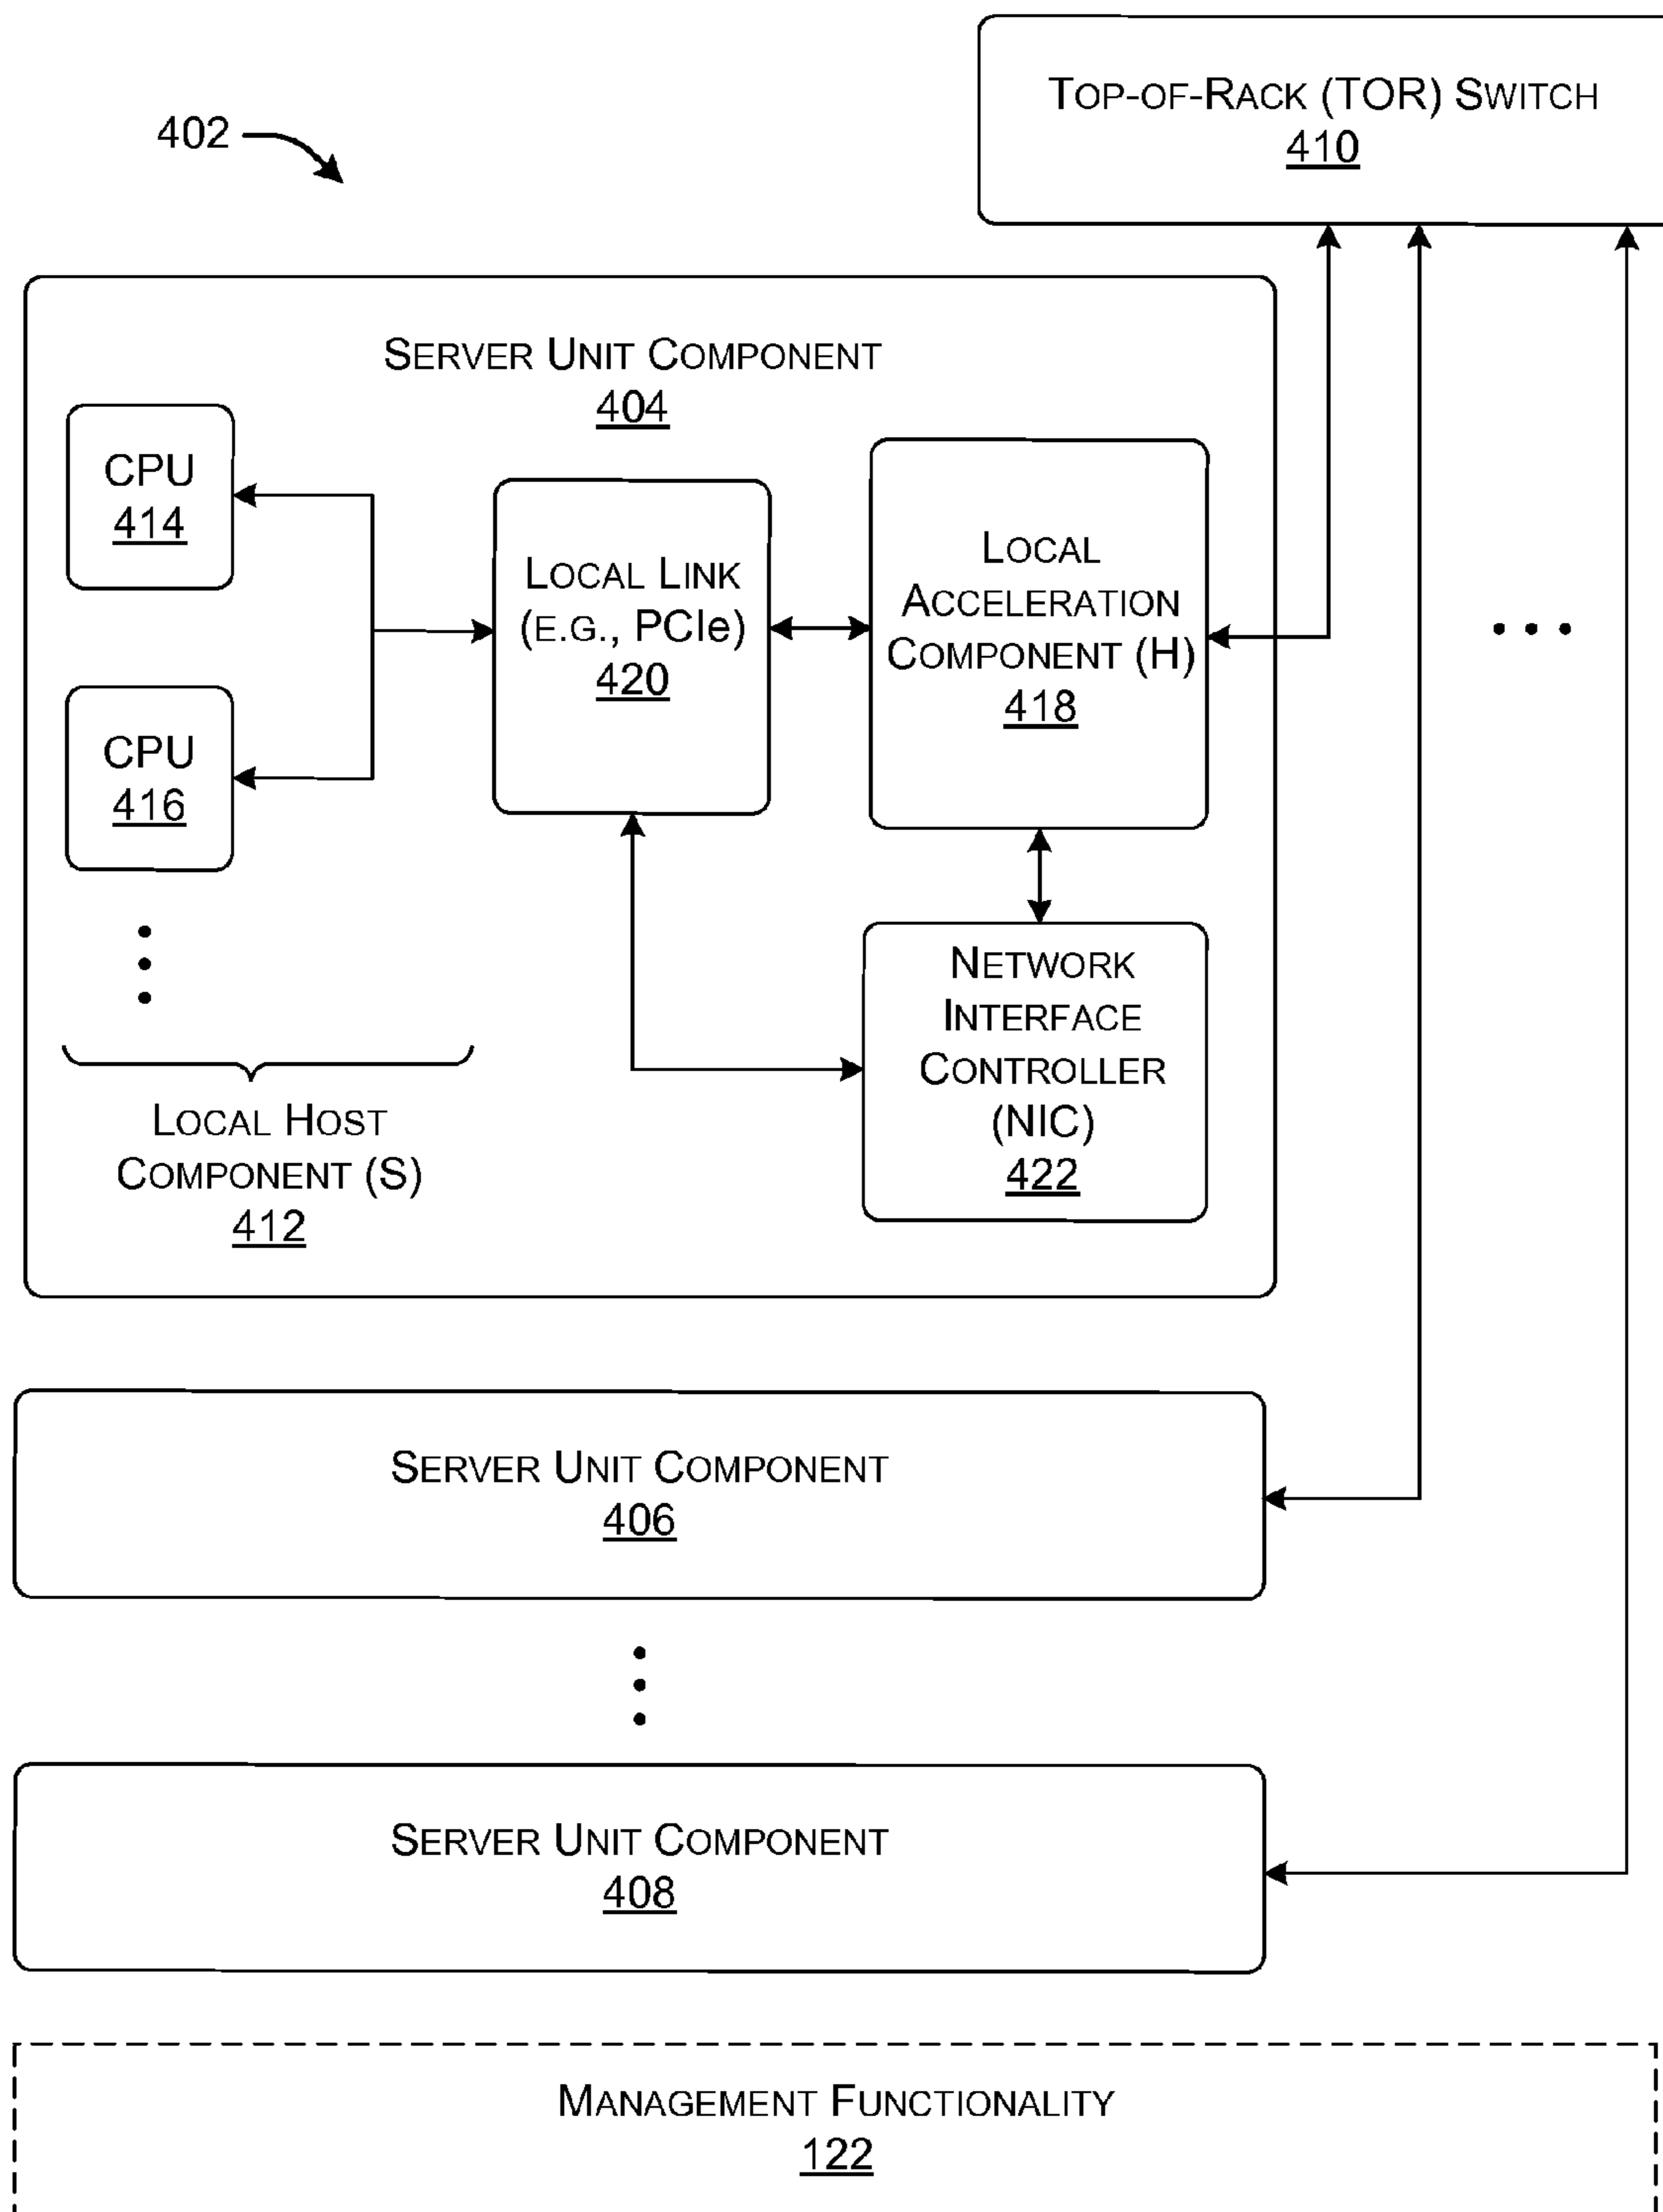 402
TOP-OF-RACK (TOR) SWITCH
410
SERVER UNIT COMPONENT
404
CPU
414
CPU
416
LOCAL LINK
(E.G., PCIe)
420
LOCAL
ACCELERATION
COMPONENT (H)
418
NETWORK
INTERFACE
CONTROLLER
(NIC)
422
LOCAL HOST
COMPONENT (S)
412
SERVER UNIT COMPONENT
406
SERVER UNIT COMPONENT
408
MANAGEMENT FUNCTIONALITY
122